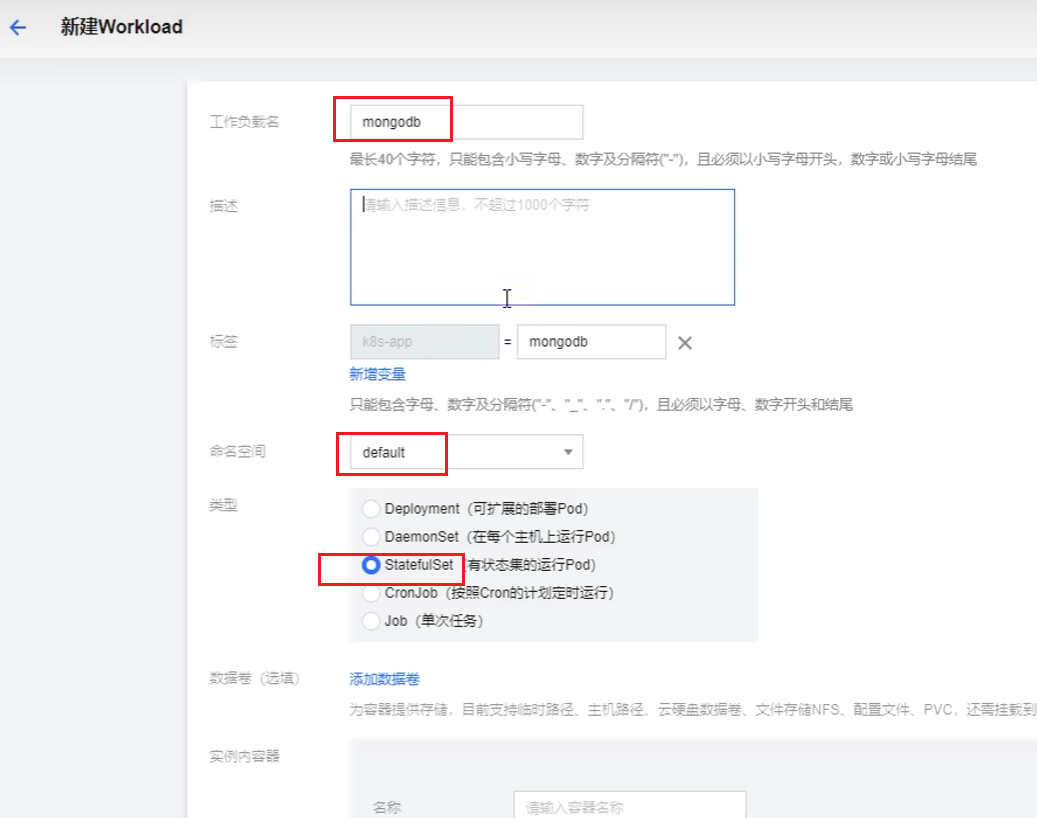 新建Workload
工作负载名
mongodb
最长40个字符，只能包含小写字母、数字及分隔符("-")，且必须以小写字母开头，数字或小写字母结尾
描述
请输入描述信息，不超过1000个字符
标签
k8s-app = mongodb
新增变量
只能包含字母、数字及分隔符("-"、"_"、"."、"/")，且必须以字母、数字开头和结尾
命名空间
default
类型
Deployment（可扩展的部署Pod）
DaemonSet（在每个主机上运行Pod）
StatefulSet（有状态集的运行Pod）
CronJob（按照Cron的计划定时运行）
Job（单次任务）
数据卷（选填）
添加数据卷
为容器提供存储，目前支持临时路径、主机路径、云硬盘数据卷、文件存储NFS、配置文件、PVC，还需挂载到
实例内容器
名称
请输入容器名称